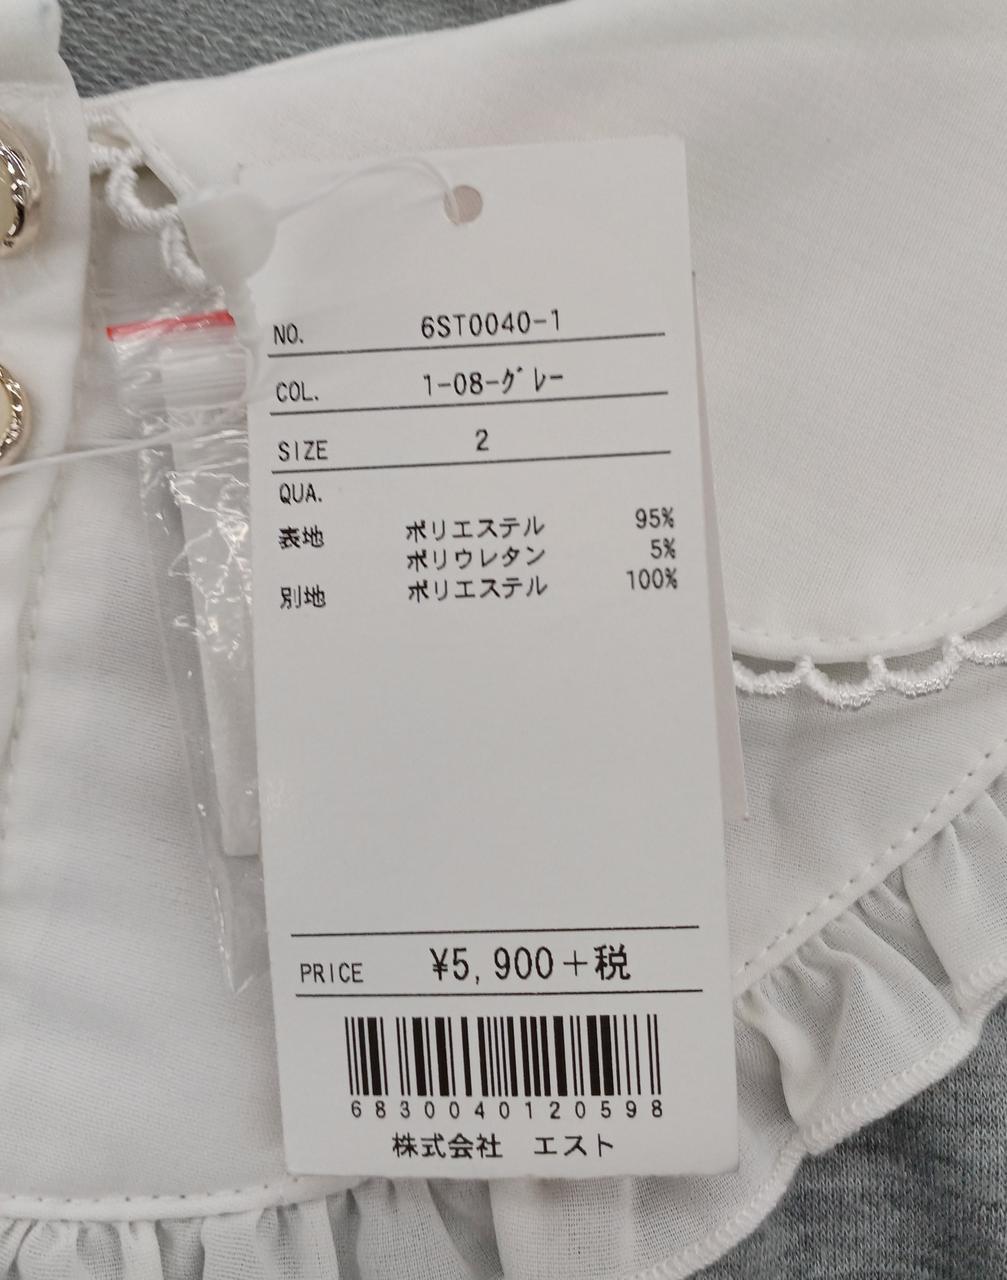 NO. 6ST0040-1
COL. 1-08-ｸﾞﾚｰ
SIZE 2
QUA.
表地 ポリエステル 95%
ポリウレタン 5%
別地 ポリエステル 100%
PRICE ¥5,900+税
6830040120598
株式会社 エスト